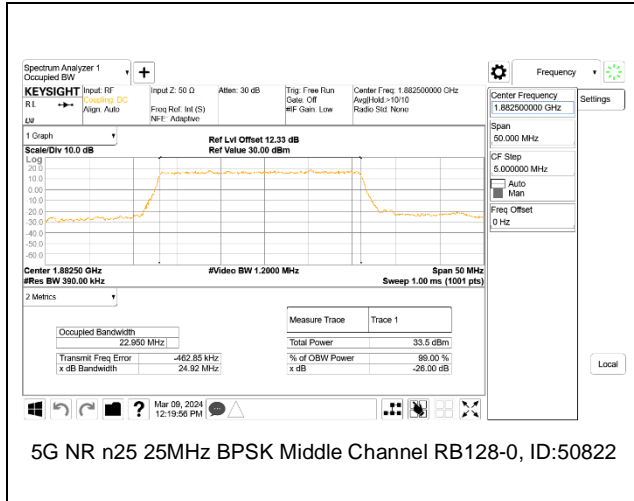 Spectrum Analyzer 1
Occupied BW
Frequency
KEYSIGHT
Input: RF
Input Z: 50 Ω
Atten: 30 dB
Trig: Free Run
Center Freq: 1.882500000 GHz
R L
Coupling: DC
Gate: Off
Avg|Hold:>10/10
Align: Auto
Freq Ref: Int (S)
#IF Gain: Low
Radio Std: None
NFE: Adaptive
Center Frequency
1.882500000 GHz
Settings
Span
50.000 MHz
CF Step
5.000000 MHz
Auto
Man
Freq Offset
0 Hz
Local
1 Graph
Ref Lvl Offset 12.33 dB
Scale/Div 10.0 dB
Ref Value 30.00 dBm
Log
20.0
10.0
0.00
-10.0
-20.0
-30.0
-40.0
-50.0
-60.0
Center 1.88250 GHz
#Video BW 1.2000 MHz
Span 50 MHz
#Res BW 390.00 kHz
Sweep 1.00 ms (1001 pts)
2 Metrics
Measure Trace
Trace 1
Occupied Bandwidth
22.950 MHz
Total Power
33.5 dBm
Transmit Freq Error
-462.85 kHz
% of OBW Power
99.00 %
x dB Bandwidth
24.92 MHz
x dB
-26.00 dB
Mar 09, 2024
12:19:56 PM
5G NR n25 25MHz BPSK Middle Channel RB128-0, ID:50822